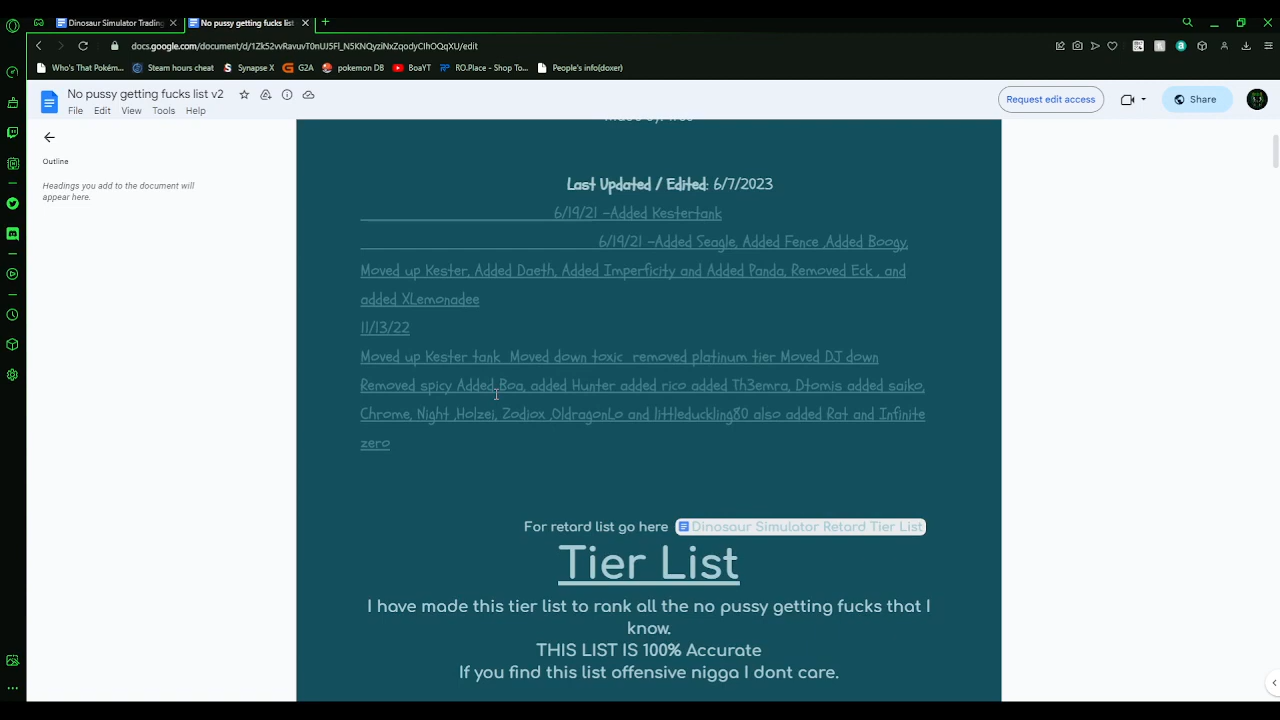 Dinosaur Simulator Trading
No pussy getting fucks list
docs.google.com/document/d/1Zk52vvRavuvT0nUJ5Fl_N5KNQyziNxZqodyClhOQqXU/edit
Who's That Pokém...
Steam hours cheat
Synapse X
G2A
pokemon DB
BoaYT
RO.Place - Shop To...
People's info(doxer)
No pussy getting fucks list v2
File Edit View Tools Help
Request edit access
Share
Outline
Headings you add to the document will
appear here.
Last Updated / Edited: 6/7/2023
6/19/21 -Added Kestertank
6/19/21 -Added Seagle, Added Fence ,Added Boogy,
Moved up Kester, Added Daeth, Added Imperficity and Added Panda, Removed Eck , and
added XLemonadee
11/13/22
Moved up Kester tank Moved down toxic removed platinum tier Moved DJ down
Removed spicy Added Boa, added Hunter added rico added Th3emra, Dtomis added saiko,
Chrome, Night ,Holzei, Zodiox ,OldragonLo and littleduckling80 also added Rat and Infinite
zero
For retard list go here Dinosaur Simulator Retard Tier List
Tier List
I have made this tier list to rank all the no pussy getting fucks that I
know.
THIS LIST IS 100% Accurate
If you find this list offensive nigga I dont care.